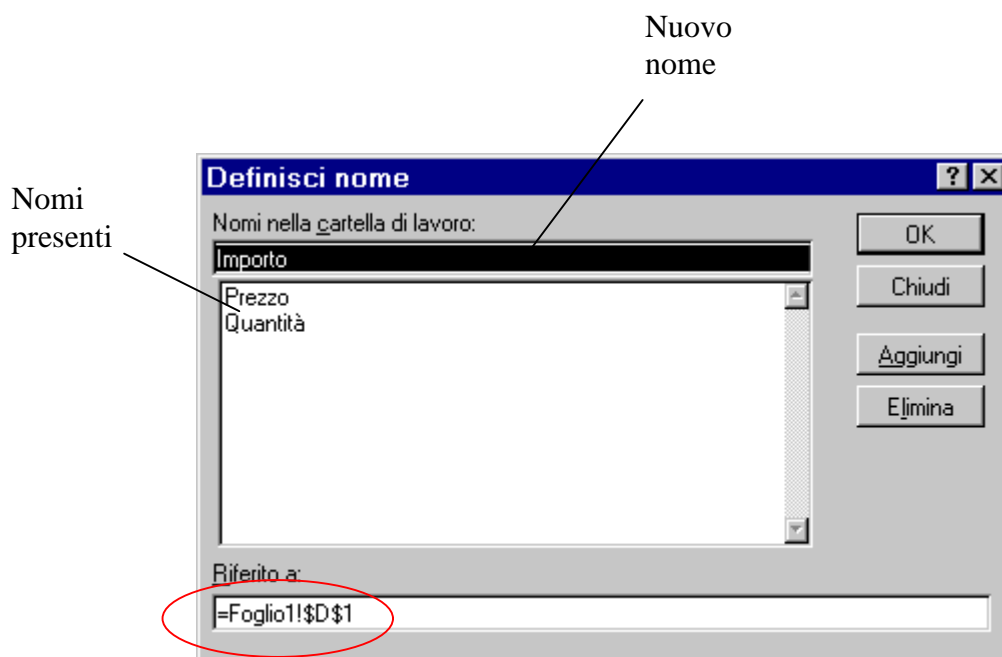 Nuovo
nome
Nomi
presenti
Definisci nome
Nomi nella cartella di lavoro:
Importo
Prezzo
Quantità
OK
Chiudi
Aggiungi
Elimina
Riferito a:
=Foglio1!$D$1